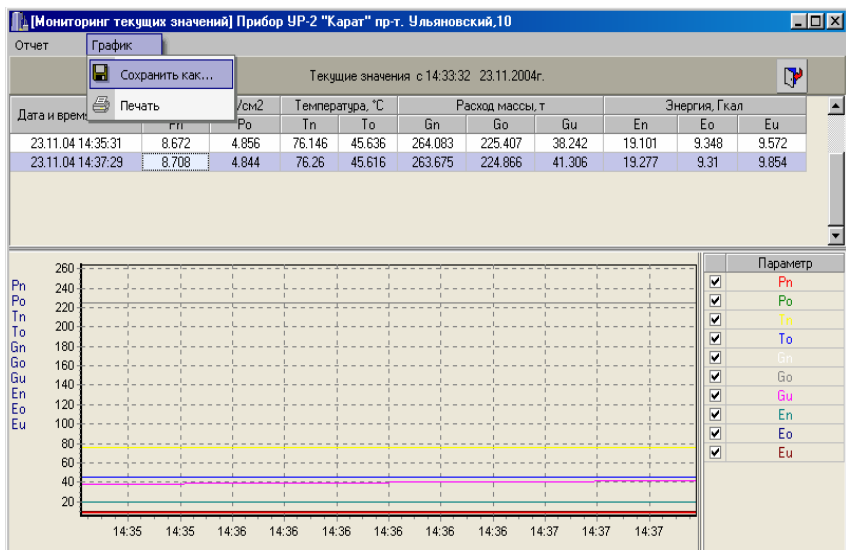 [Мониторинг текущих значений] Прибор УР-2 "Карат" пр-т. Ульяновский,10
Отчет График
Сохранить как...
Печать
Текущие значения с 14:33:32 23.11.2004г.
Дата и врем /см2 Температура, °C Расход массы, т Энергия, Гкал
Pn Po Tn To Gn Go Gu En Eo Eu
23.11.04 14:35:31 8.672 4.856 76.146 45.636 264.083 225.407 38.242 19.101 9.348 9.572
23.11.04 14:37:29 8.708 4.844 76.26 45.616 263.675 224.866 41.306 19.277 9.31 9.854
Pn
Po
Tn
To
Gn
Go
Gu
En
Eo
Eu
260
240
220
200
180
160
140
120
100
80
60
40
20
14:35 14:35 14:36 14:36 14:36 14:36 14:36 14:36 14:37 14:37 14:37
Параметр
Pn
Po
Tn
To
Gn
Go
Gu
En
Eo
Eu